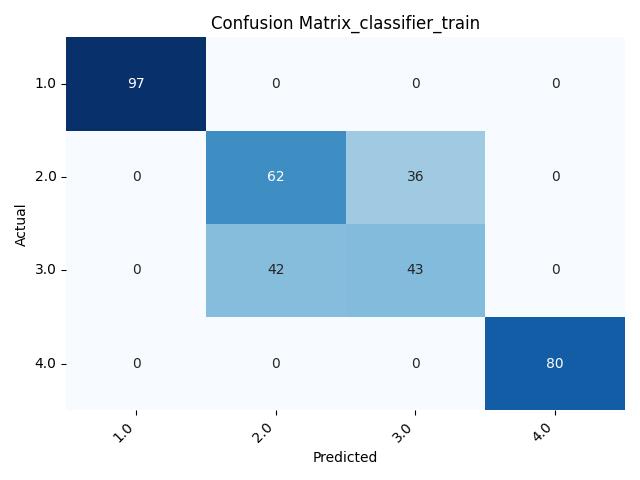 Confusion Matrix_classifier_train
1.0 97 0 0 0
2.0 0 62 36 0
Actual
3.0 0 42 43 0
4.0 0 0 0 80
1.0 2.0 3.0 4.0
Predicted